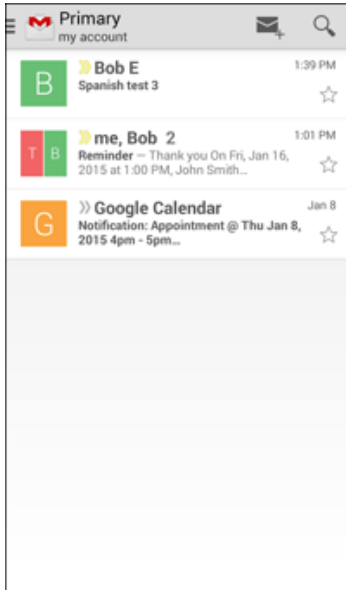 Primary
my account
B
Bob E
1:39 PM
Spanish test 3
T B
me, Bob 2
1:01 PM
Reminder – Thank you On Fri, Jan 16,
2015 at 1:00 PM, John Smith...
G
Google Calendar
Jan 8
Notification: Appointment @ Thu Jan 8,
2015 4pm - 5pm...